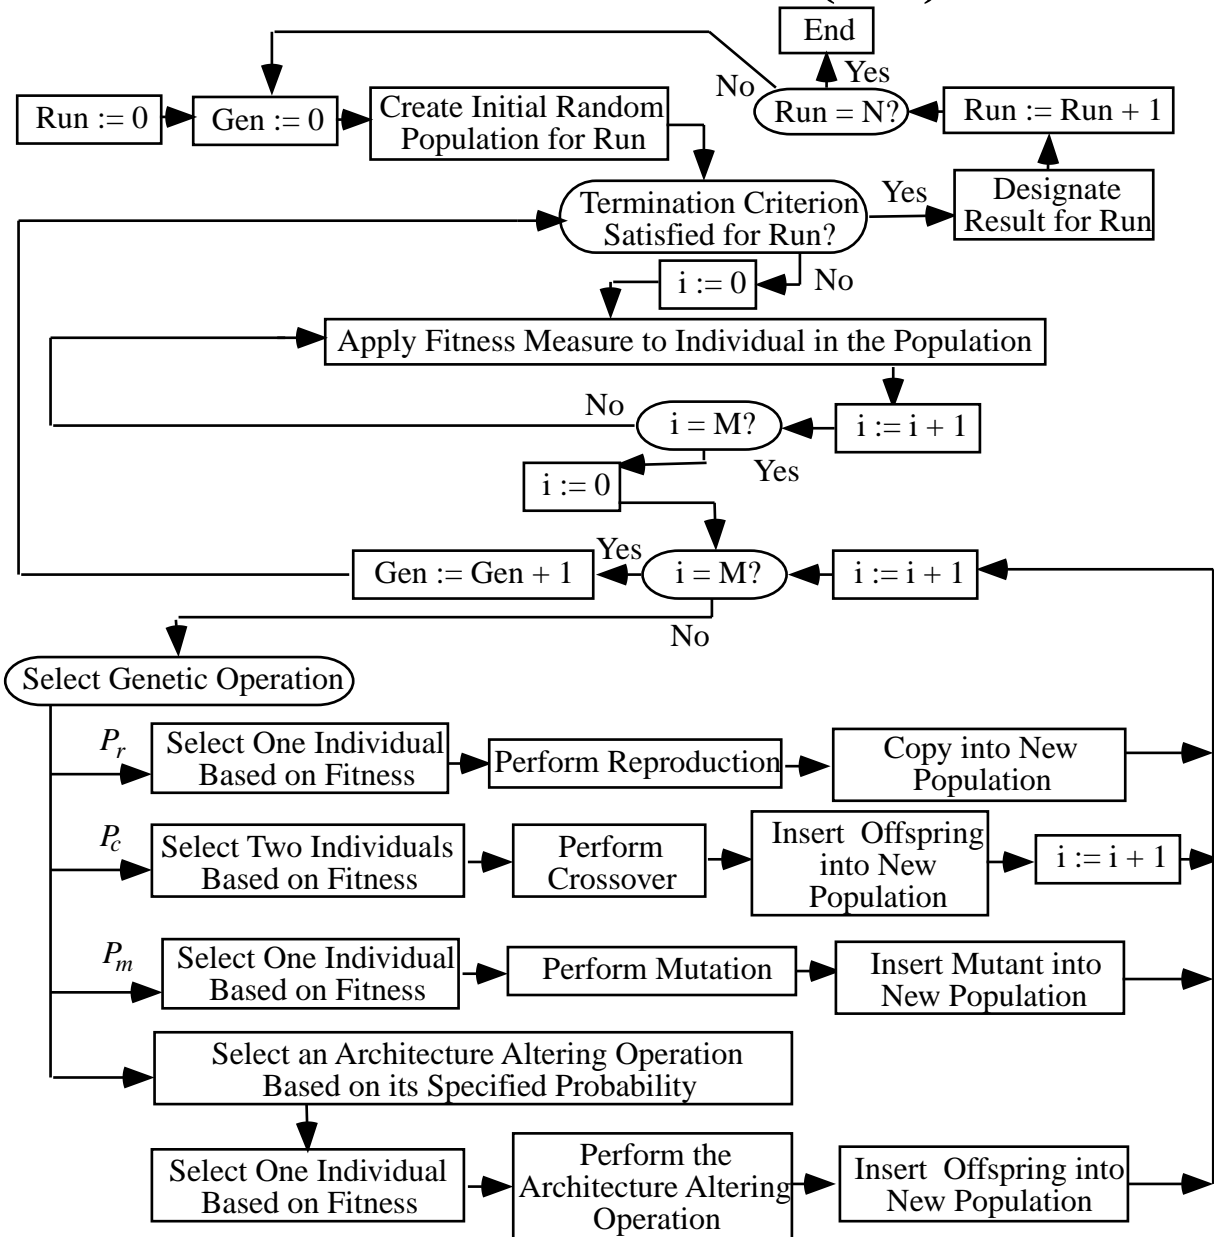 End
No
Yes
Run := 0
Gen := 0
Create Initial Random
Population for Run
Run = N?
Run := Run + 1
Termination Criterion
Satisfied for Run?
Yes
Designate
Result for Run
i := 0
No
Apply Fitness Measure to Individual in the Population
No
i = M?
i := i + 1
Yes
i := 0
Gen := Gen + 1
Yes
i = M?
i := i + 1
No
Select Genetic Operation
P_r
Select One Individual
Based on Fitness
Perform Reproduction
Copy into New
Population
P_c
Select Two Individuals
Based on Fitness
Perform
Crossover
Insert Offspring
into New
Population
i := i + 1
P_m
Select One Individual
Based on Fitness
Perform Mutation
Insert Mutant into
New Population
Select an Architecture Altering Operation
Based on its Specified Probability
Select One Individual
Based on Fitness
Perform the
Architecture Altering
Operation
Insert Offspring into
New Population